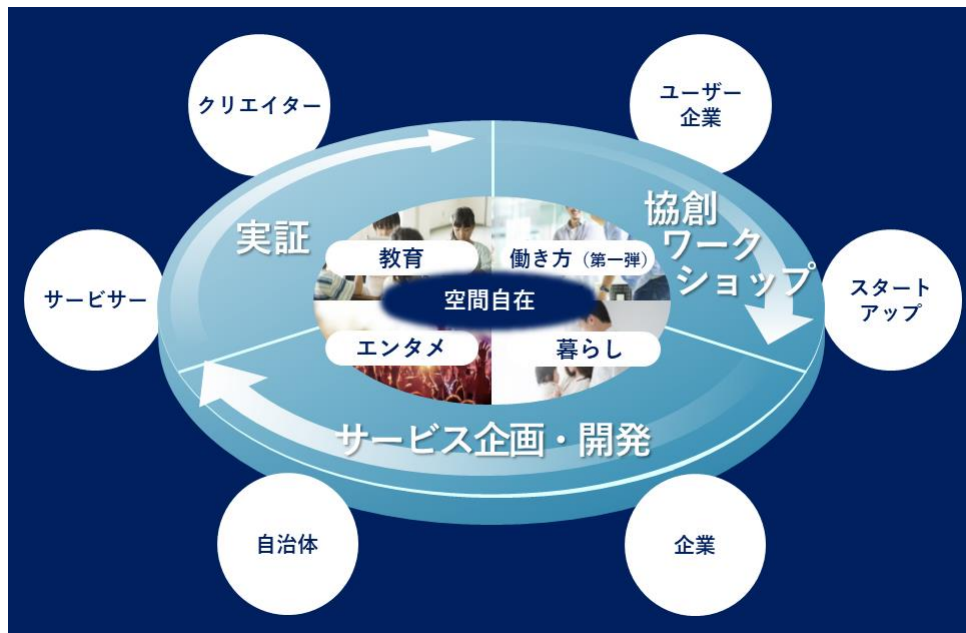 クリエイター
ユーザー
企業
実証
協創
ワーク
ショップ
教育
働き方（第一弾）
サービサー
空間自在
スタート
アップ
エンタメ
暮らし
サービス企画・開発
自治体
企業